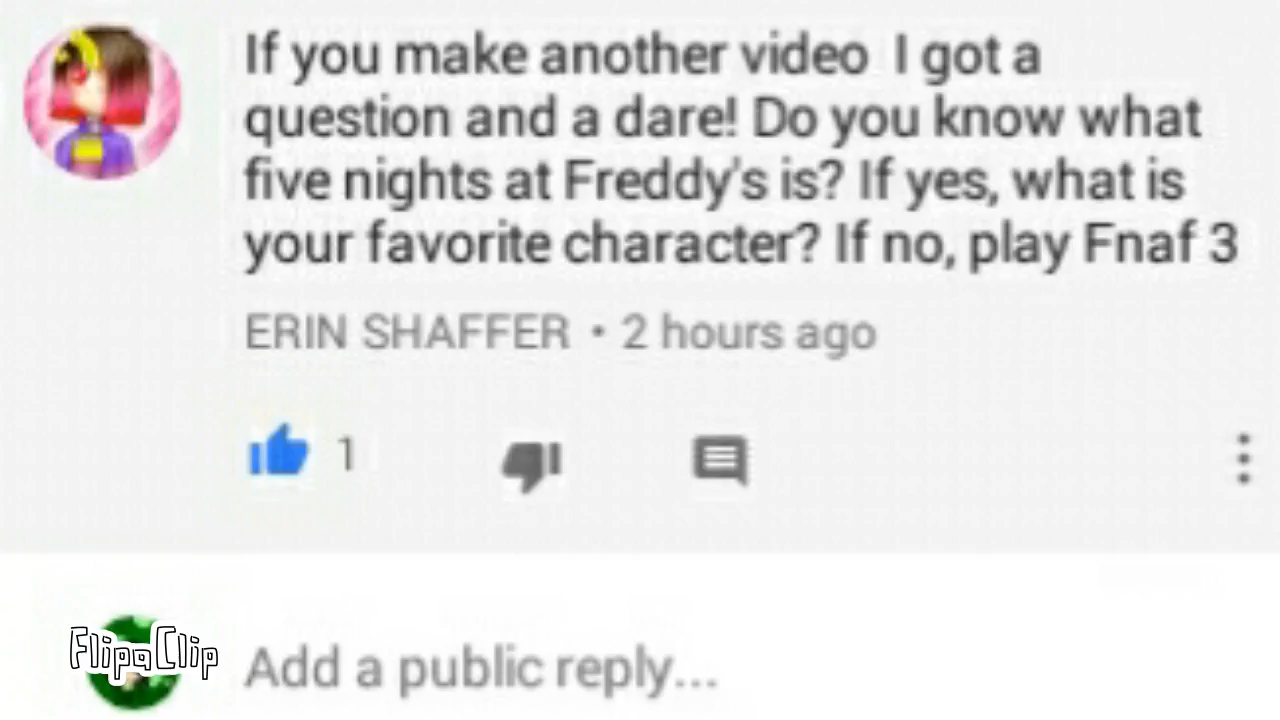 If you make another video I got a
question and a dare! Do you know what
five nights at Freddy's is? If yes, what is
your favorite character? If no, play Fnaf 3
ERIN SHAFFER • 2 hours ago
1
FlipaClip
Add a public reply...